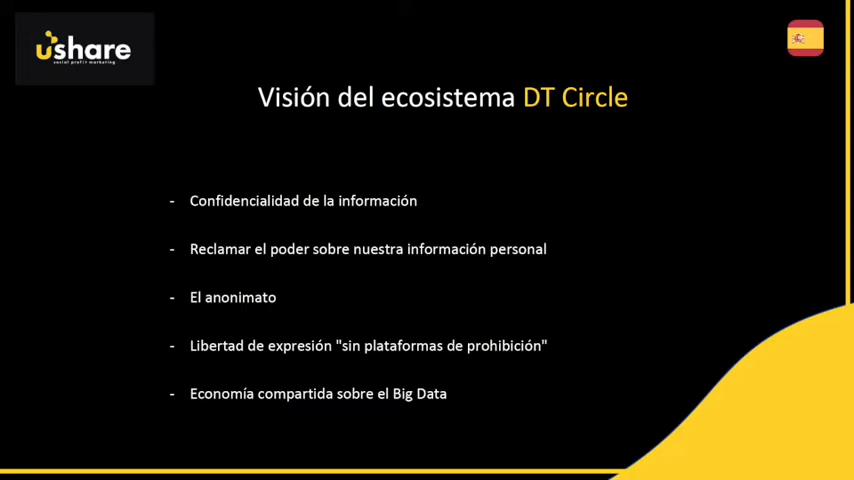 ushare
social profit marketing
Visión del ecosistema DT Circle
- Confidencialidad de la información
- Reclamar el poder sobre nuestra información personal
- El anonimato
- Libertad de expresión "sin plataformas de prohibición"
- Economía compartida sobre el Big Data